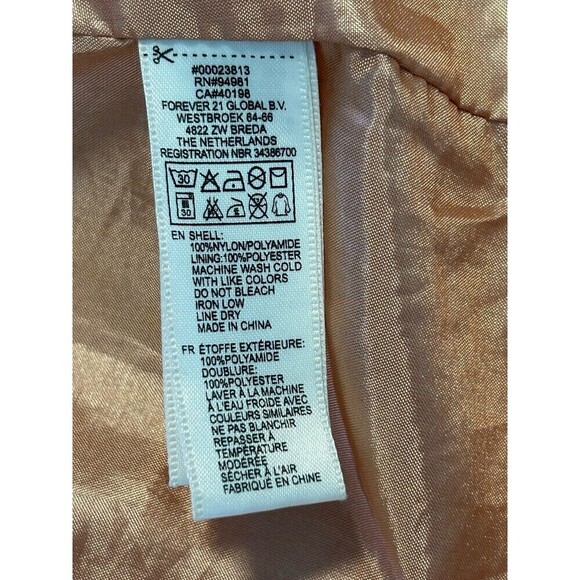 #00023813
RN#94981
CA#40198
FOREVER 21 GLOBAL B.V.
WESTBROEK 64-66
4822 ZW BREDA
THE NETHERLANDS
REGISTRATION NBR 34386700
30
30
EN SHELL:
100%NYLON/POLYAMIDE
LINING:100%POLYESTER
MACHINE WASH COLD
WITH LIKE COLORS
DO NOT BLEACH
IRON LOW
LINE DRY
MADE IN CHINA
FR ÉTOFFE EXTÉRIEURE:
100%POLYAMIDE
DOUBLURE:
100%POLYESTER
LAVER À LA MACHINE
À L'EAU FROIDE AVEC
COULEURS SIMILAIRES
NE PAS BLANCHIR
REPASSER À
TEMPÉRATURE
MODÉRÉE
SÉCHER À L'AIR
FABRIQUÉ EN CHINE